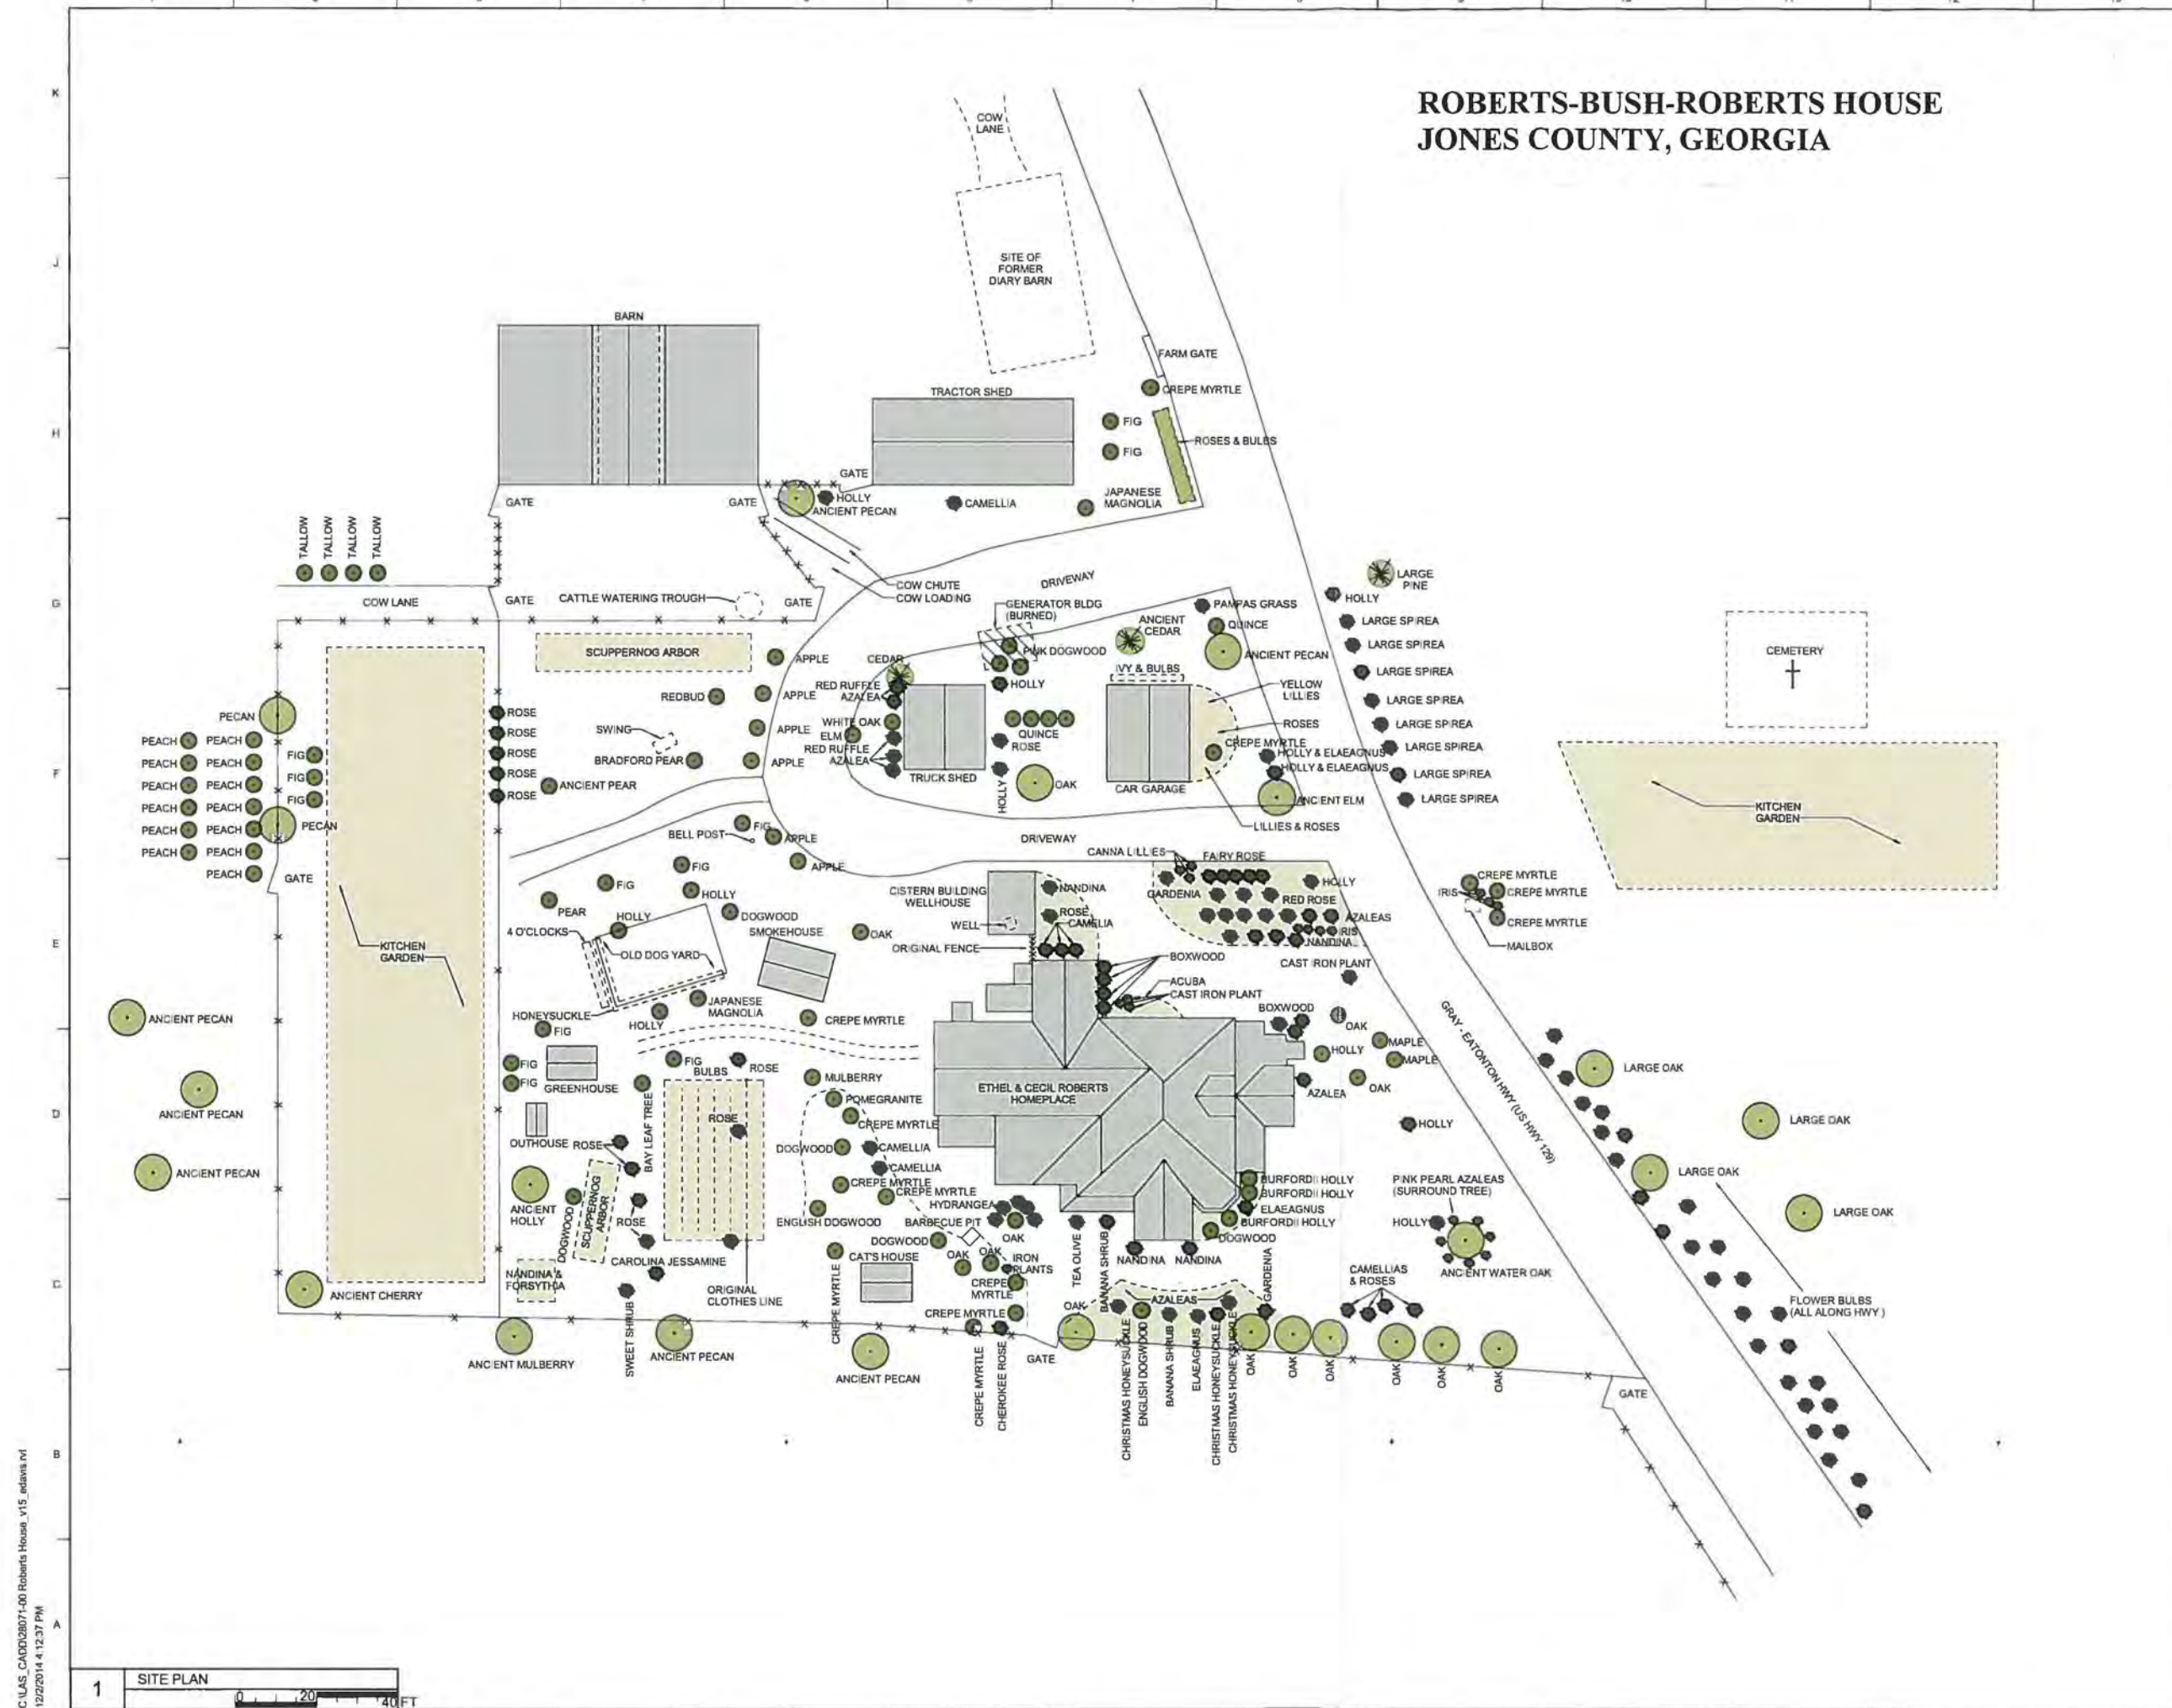 ROBERTS-BUSH-ROBERTS HOUSE
JONES COUNTY, GEORGIA
K
J
H
G
F
E
D
C
B
A
COW
LANE
SITE OF
FORMER
DIARY BARN
BARN
FARM GATE
TRACTOR SHED
CREPE MYRTLE
FIG
FIG
ROSES & BULBS
GATE
GATE
GATE
HOLLY
ANCIENT PECAN
CAMELLIA
JAPANESE
MAGNOLIA
TALLOW
TALLOW
TALLOW
TALLOW
COW LANE
GATE
CATTLE WATERING TROUGH
GATE
COW CHUTE
COW LOADING
DRIVEWAY
GENERATOR BLDG
(BURNED)
PAMPAS GRASS
QUINCE
ANCIENT
CEDAR
PINK DOGWOOD
ANCIENT PECAN
LARGE
PINE
HOLLY
LARGE SPIREA
LARGE SPIREA
LARGE SPIREA
LARGE SPIREA
LARGE SPIREA
LARGE SPIREA
LARGE SPIREA
LARGE SPIREA
CEMETERY
SCUPPERNOG ARBOR
APPLE
CEDAR
IVY & BULBS
RED RUFFLE
AZALEA
HOLLY
YELLOW
LILLIES
REDBUD
APPLE
PECAN
ROSE
ROSE
ROSE
ROSE
ROSE
SWING
APPLE
WHITE OAK
ELM
RED RUFFLE
AZALEA
QUINCE
ROSE
ROSES
CREPE MYRTLE
HOLLY & ELAEAGNUS
HOLLY & ELAEAGNUS
PEACH
PEACH
PEACH
PEACH
PEACH
PEACH
PEACH
PEACH
PEACH
PEACH
PEACH
PEACH
PEACH
FIG
FIG
FIG
PECAN
BRADFORD PEAR
APPLE
TRUCK SHED
HOLLY
OAK
CAR GARAGE
ANCIENT PEAR
ANCIENT ELM
LILLIES & ROSES
KITCHEN
GARDEN
BELL POST
FIG
APPLE
DRIVEWAY
GATE
FIG
APPLE
CANNA LILLIES
FAIRY ROSE
FIG
HOLLY
CISTERN BUILDING
WELLHOUSE
NANDINA
GARDENIA
HOLLY
RED ROSE
CREPE MYRTLE
CREPE MYRTLE
IRIS
CREPE MYRTLE
MAILBOX
PEAR
HOLLY
DOGWOOD
WELL
ROSE
CAMELIA
AZALEAS
IRIS
NANDINA
4 O'CLOCKS
SMOKEHOUSE
OAK
ORIGINAL FENCE
KITCHEN
GARDEN
OLD DOG YARD
BOXWOOD
CAST IRON PLANT
ACUBA
CAST IRON PLANT
HONEYSUCKLE
JAPANESE
MAGNOLIA
HOLLY
CREPE MYRTLE
BOXWOOD
OAK
GRAY - EATONTON HWY (US HWY 129)
ANCIENT PECAN
FIG
MAPLE
HOLLY
MAPLE
FIG
FIG
GREENHOUSE
FIG
BULBS
ROSE
MULBERRY
ETHEL & CECIL ROBERTS
HOMEPLACE
OAK
AZALEA
LARGE OAK
ANCIENT PECAN
POMEGRANITE
CREPE MYRTLE
ROSE
HOLLY
LARGE OAK
OUTHOUSE
ROSE
BAY LEAF TREE
DOGWOOD
CAMELLIA
CAMELLIA
ANCIENT PECAN
CREPE MYRTLE
CREPE MYRTLE
BURFORDII HOLLY
BURFORDII HOLLY
ELAEAGNUS
BURFORDII HOLLY
DOGWOOD
PINK PEARL AZALEAS
(SURROUND TREE)
LARGE OAK
ANCIENT
HOLLY
DOGWOOD
SCUPPERNOG
ARBOR
ROSE
ENGLISH DOGWOOD
HYDRANGEA
BARBECUE PIT
OAK
HOLLY
LARGE OAK
DOGWOOD
OAK
OAK
IRON
PLANTS
TEA OLIVE
BANANA SHRUB
NANDINA
NANDINA
GARDENIA
ANCIENT WATER OAK
CAROLINA JESSAMINE
CAT'S HOUSE
CREPE
MYRTLE
NANDINA &
FORSYTHIA
ORIGINAL
CLOTHES LINE
CREPE MYRTLE
CAMELLIAS
& ROSES
ANCIENT CHERRY
SWEET SHRUB
CREPE MYRTLE
OAK
AZALEAS
FLOWER BULBS
(ALL ALONG HWY )
ANCIENT MULBERRY
ANCIENT PECAN
ANCIENT PECAN
CREPE MYRTLE
CHEROKEE ROSE
GATE
CHRISTMAS HONEYSUCKLE
ENGLISH DOGWOOD
BANANA SHRUB
ELAEAGNUS
CHRISTMAS HONEYSUCKLE
CHRISTMAS HONEYSUCKLE
OAK
OAK
OAK
OAK
OAK
OAK
GATE
C:\LAS_CADD\28071-00 Roberts House_v15_edavis.rvt
12/2/2014 4:12:37 PM
1
SITE PLAN
0 20 40 FT